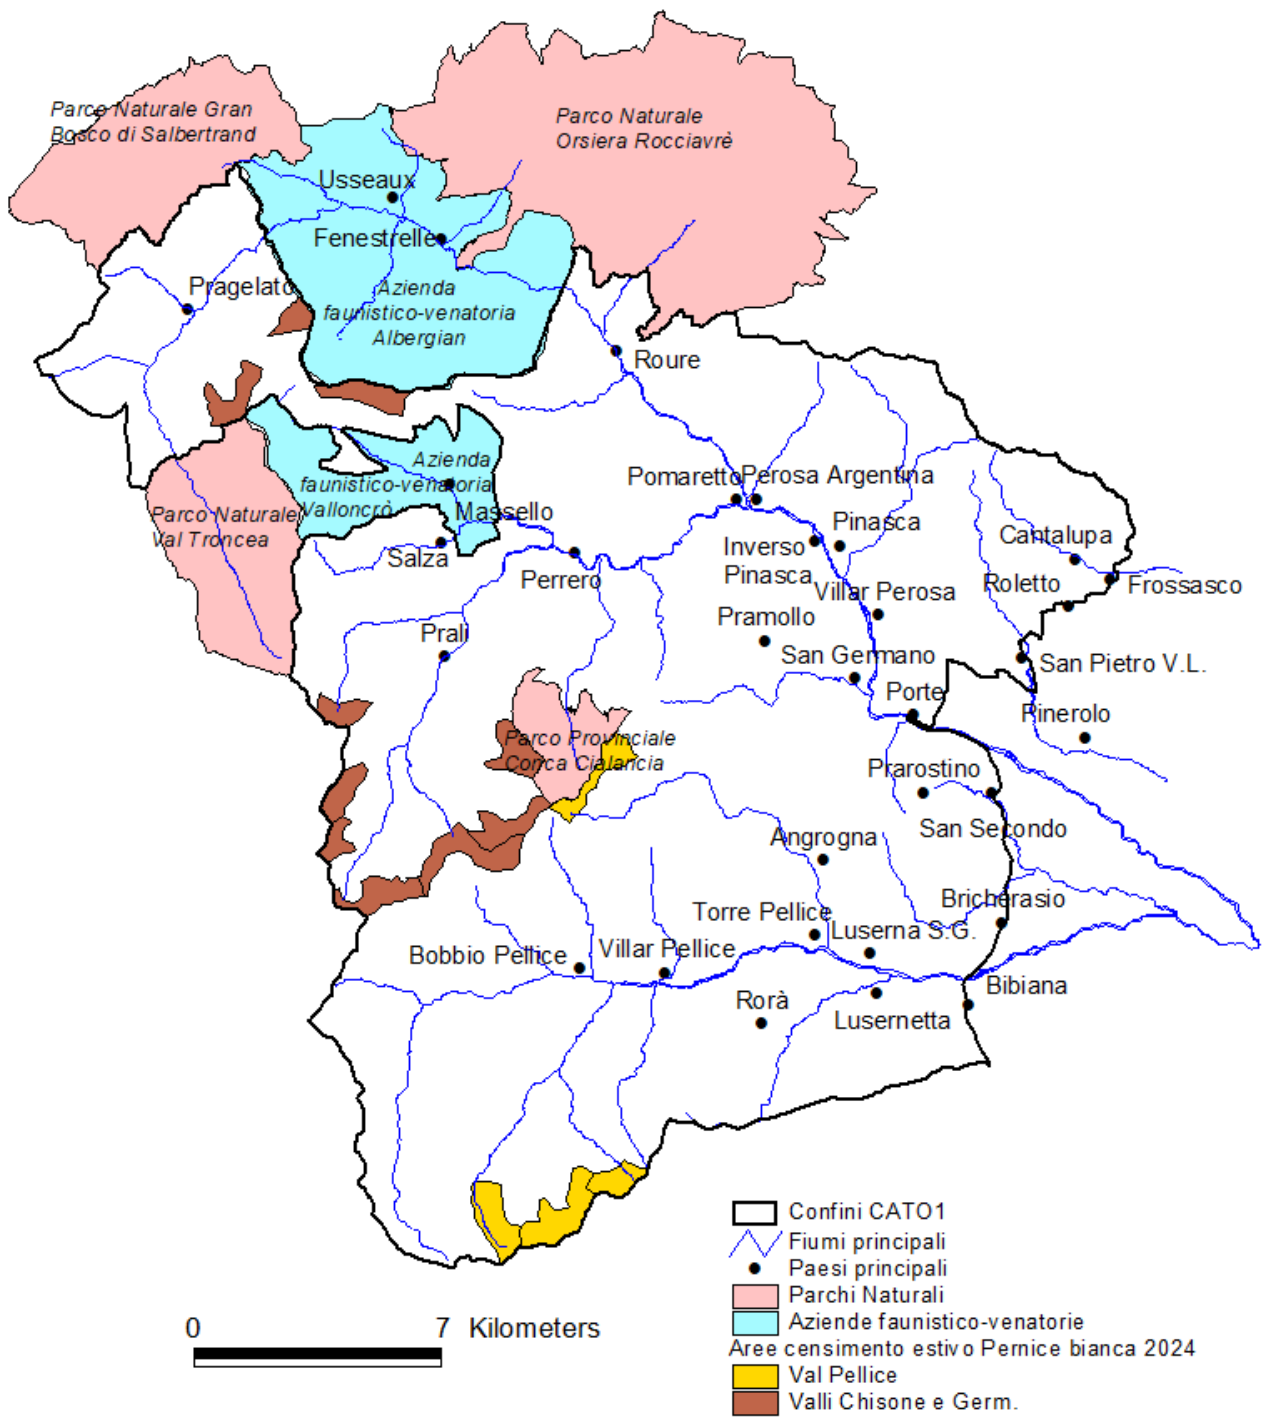 Parco Naturale Gran
Bosco di Salbertrand
Parco Naturale
Orsiera Rocciavrè
Usseaux
Fenestrelle
Pragelato
Azienda
faunistico-venatoria
Albergian
Roure
Azienda
faunistico-venatoria
Valloncrò
Pomaretto
Perosa Argentina
Parco Naturale
Val Troncea
Massello
Pinasca
Cantalupa
Salza
Inverso
Pinasca
Perrero
Roletto
Frossasco
Villar Perosa
Pramollo
Prali
San Germano
San Pietro V.L.
Porte
Pinerolo
Parco Provinciale
Conca Cialancia
Prarostino
San Secondo
Angrogna
Bricherasio
Torre Pellice
Luserna S.G.
Bobbio Pellice
Villar Pellice
Bibiana
Rorà
Lusernetta
Confini CATO1
Fiumi principali
Paesi principali
Parchi Naturali
Aziende faunistico-venatorie
Aree censimento estivo Pernice bianca 2024
Val Pellice
Valli Chisone e Germ.
0 7 Kilometers